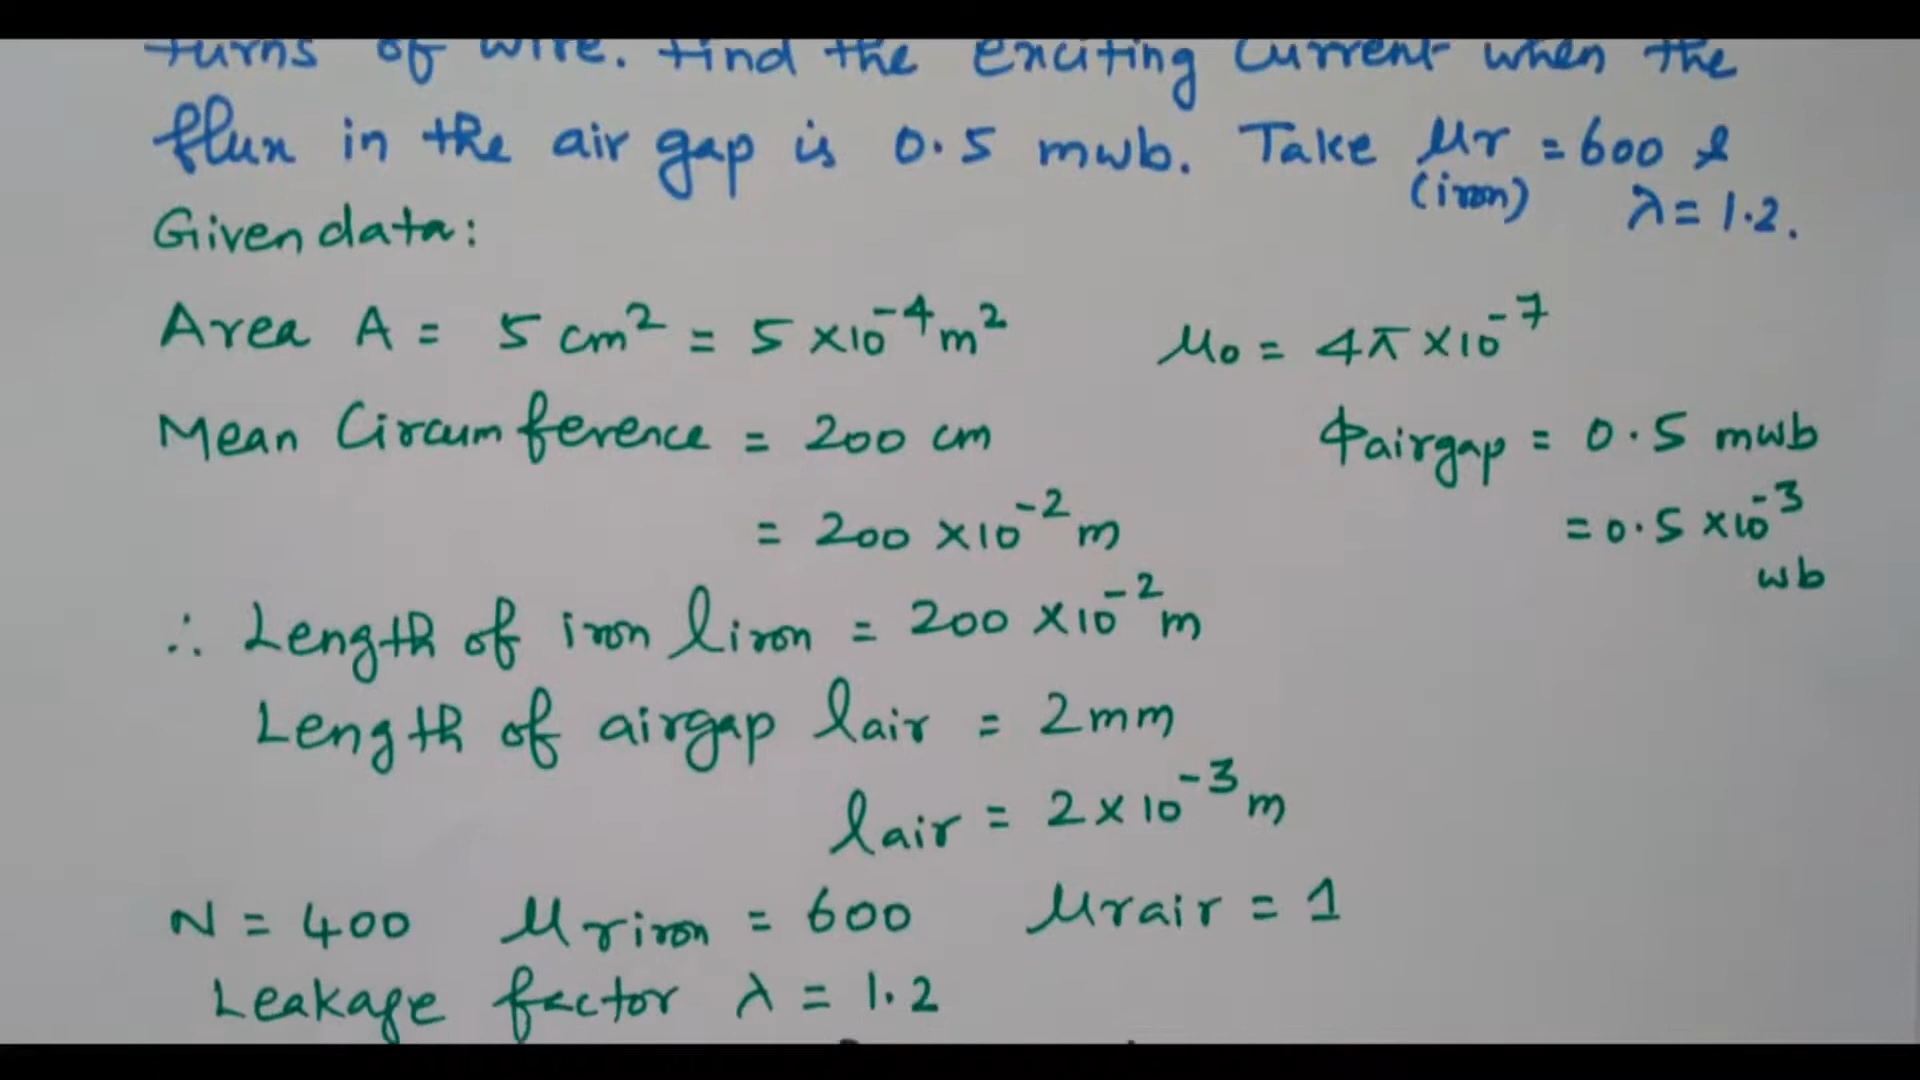 turns of wire. Find the exciting current when the
flux in the air gap is 0.5 mwb. Take μr = 600 &
(iron) λ = 1.2.
Given data:
Area A = 5 cm² = 5 ×10⁻⁴ m² μ₀ = 4π ×10⁻⁷
Mean Circumference = 200 cm ϕairgap = 0.5 mwb
= 200 ×10⁻² m = 0.5 ×10⁻³
wb
∴ Length of iron liron = 200 ×10⁻² m
Length of airgap lair = 2mm
lair = 2 × 10⁻³ m
N = 400 μriron = 600 μrair = 1
Leakage factor λ = 1.2